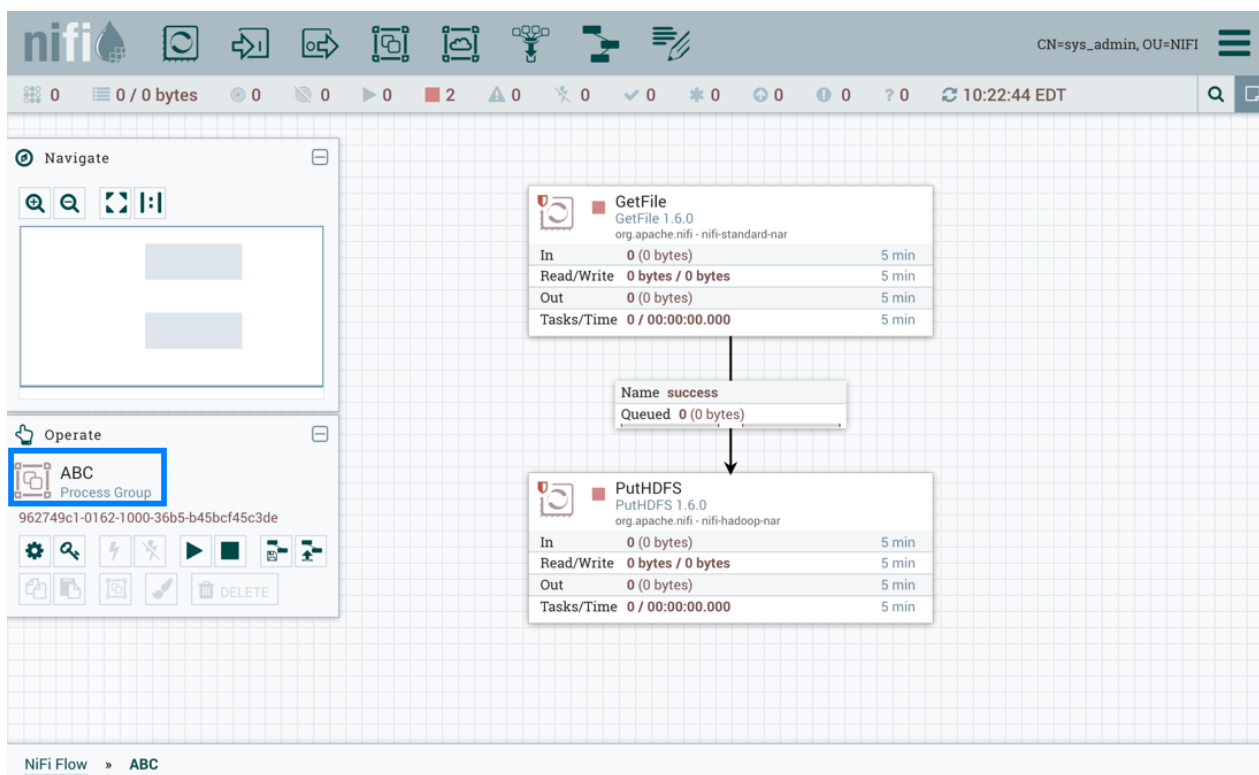 nifi
CN=sys_admin, OU=NIFI
0 0 / 0 bytes 0 0 0 2 0 0 0 0 0 0 ? 0 10:22:44 EDT
Navigate
GetFile
GetFile 1.6.0
org.apache.nifi - nifi-standard-nar
In 0 (0 bytes) 5 min
Read/Write 0 bytes / 0 bytes 5 min
Out 0 (0 bytes) 5 min
Tasks/Time 0 / 00:00:00.000 5 min
Name success
Queued 0 (0 bytes)
Operate
ABC
Process Group
962749c1-0162-1000-36b5-b45bcf45c3de
DELETE
PutHDFS
PutHDFS 1.6.0
org.apache.nifi - nifi-hadoop-nar
In 0 (0 bytes) 5 min
Read/Write 0 bytes / 0 bytes 5 min
Out 0 (0 bytes) 5 min
Tasks/Time 0 / 00:00:00.000 5 min
NiFi Flow » ABC